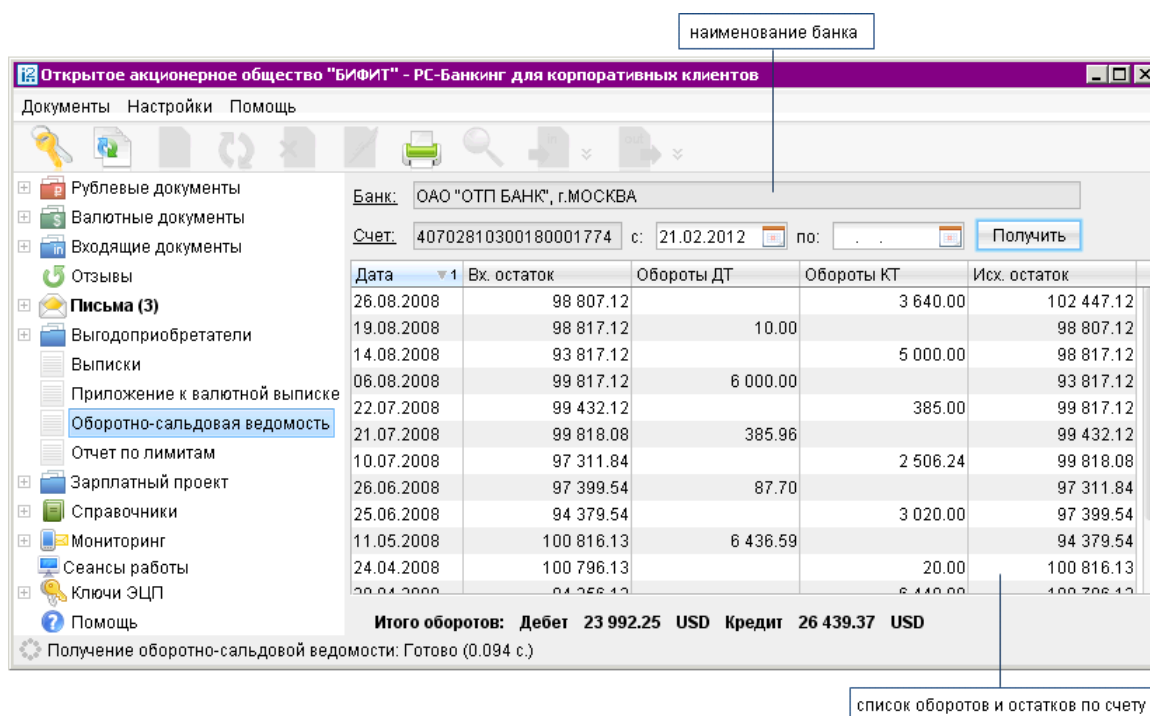 наименование банка
Открытое акционерное общество "БИФИТ" - РС-Банкинг для корпоративных клиентов
Документы Настройки Помощь
in out
Рублевые документы
Валютные документы
Входящие документы
Отзывы
Письма (3)
Выгодоприобретатели
Выписки
Приложение к валютной выписке
Оборотно-сальдовая ведомость
Отчет по лимитам
Зарплатный проект
Справочники
Мониторинг
Сеансы работы
Ключи ЭЦП
Помощь
Банк: ОАО "ОТП БАНК", г.МОСКВА
Счет: 40702810300180001774 с: 21.02.2012 по: . . Получить
Дата 1 Вх. остаток Обороты ДТ Обороты КТ Исх. остаток
26.08.2008 98 807.12 3 640.00 102 447.12
19.08.2008 98 817.12 10.00 98 807.12
14.08.2008 93 817.12 5 000.00 98 817.12
06.08.2008 99 817.12 6 000.00 93 817.12
22.07.2008 99 432.12 385.00 99 817.12
21.07.2008 99 818.08 385.96 99 432.12
10.07.2008 97 311.84 2 506.24 99 818.08
26.06.2008 97 399.54 87.70 97 311.84
25.06.2008 94 379.54 3 020.00 97 399.54
11.05.2008 100 816.13 6 436.59 94 379.54
24.04.2008 100 796.13 20.00 100 816.13
Итого оборотов: Дебет 23 992.25 USD Кредит 26 439.37 USD
Получение оборотно-сальдовой ведомости: Готово (0.094 с.)
список оборотов и остатков по счету